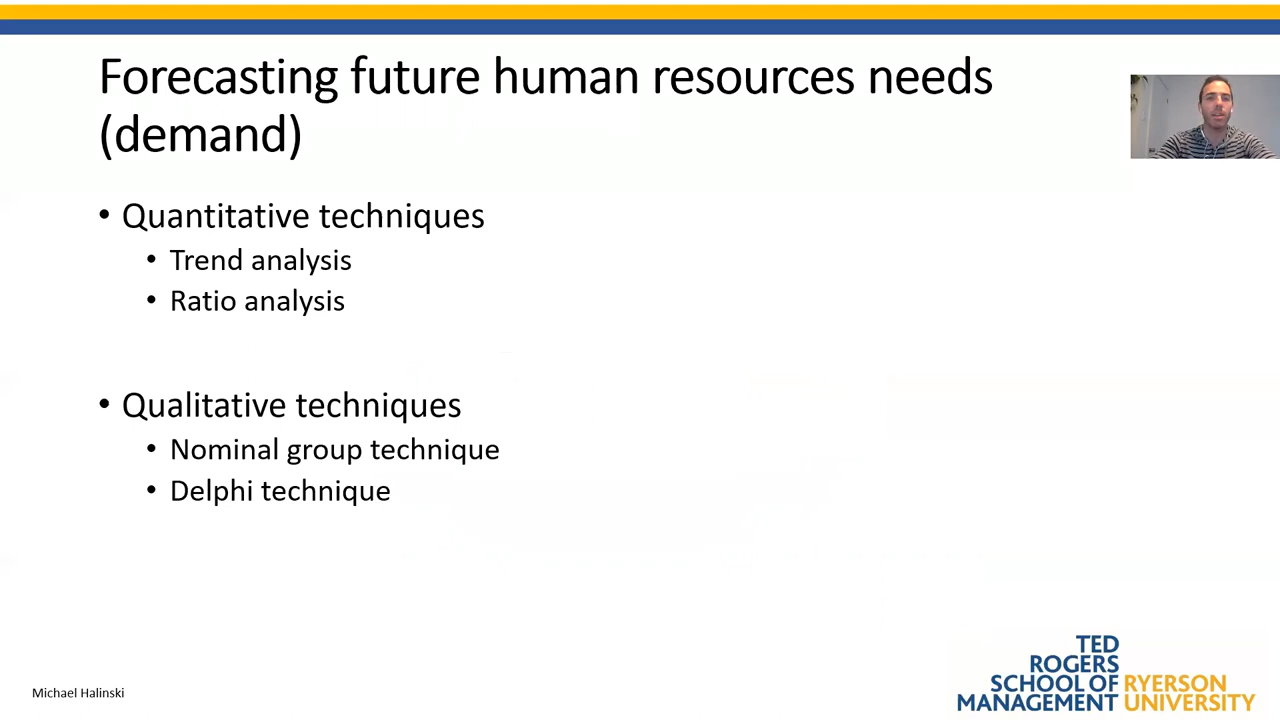 Forecasting future human resources needs
(demand)
• Quantitative techniques
• Trend analysis
• Ratio analysis
• Qualitative techniques
• Nominal group technique
• Delphi technique
Michael Halinski
TED
ROGERS
SCHOOL OF RYERSON
MANAGEMENT UNIVERSITY